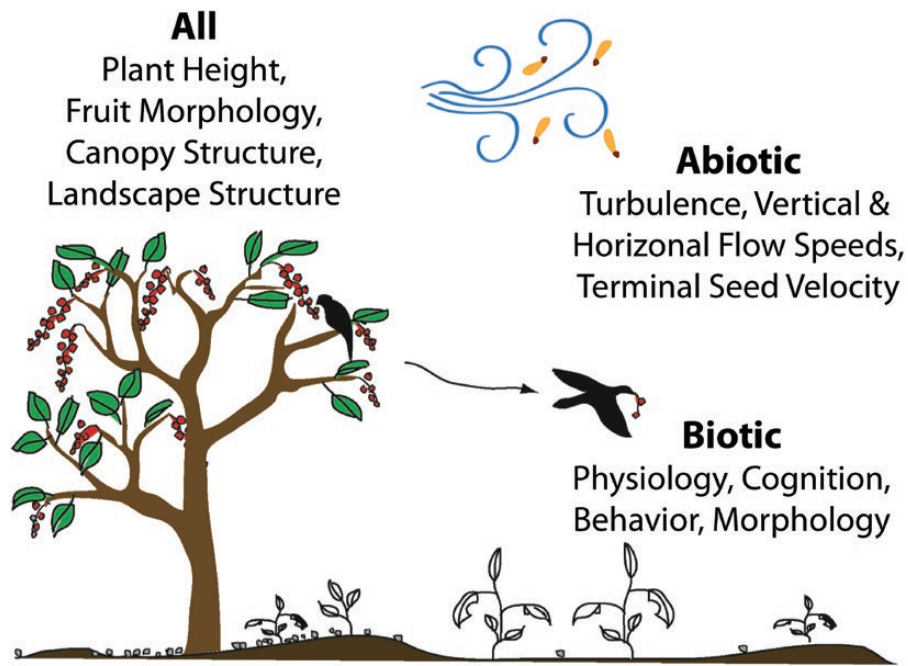 All
Plant Height,
Fruit Morphology,
Canopy Structure,
Landscape Structure
Abiotic
Turbulence, Vertical &
Horizonal Flow Speeds,
Terminal Seed Velocity
Biotic
Physiology, Cognition,
Behavior, Morphology